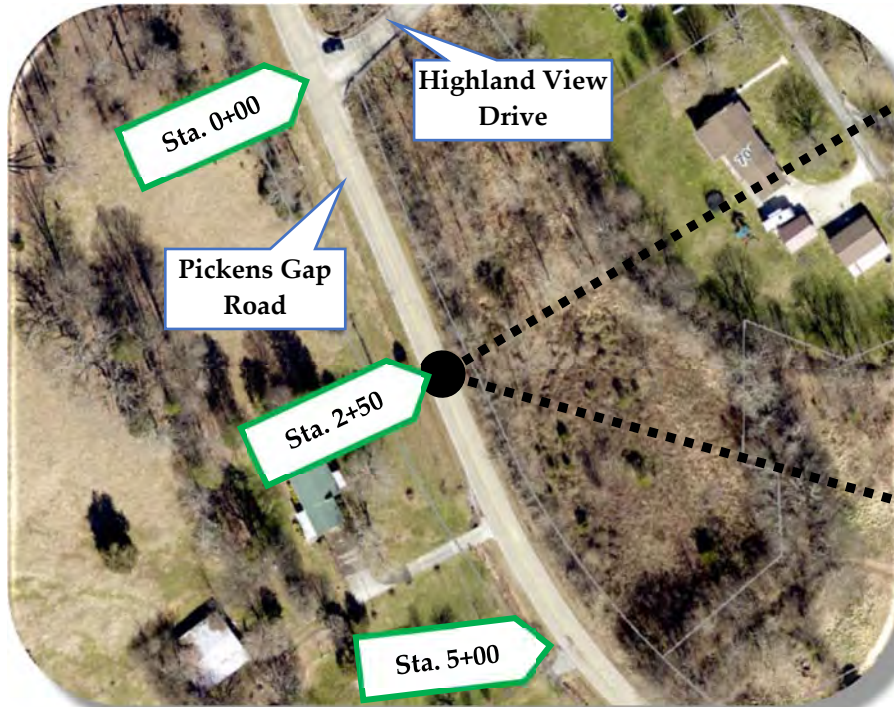 Sta. 0+00
Highland View
Drive
Pickens Gap
Road
Sta. 2+50
Sta. 5+00